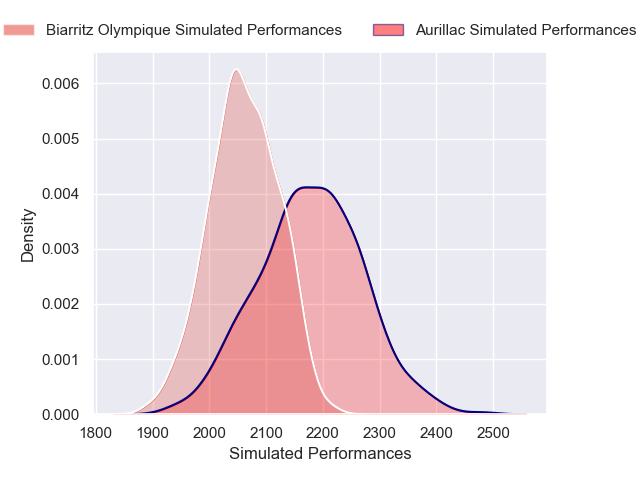 Biarritz Olympique Simulated Performances
Aurillac Simulated Performances
0.006
0.005
0.004
0.003
0.002
0.001
0.000
Density
1800 1900 2000 2100 2200 2300 2400 2500
Simulated Performances